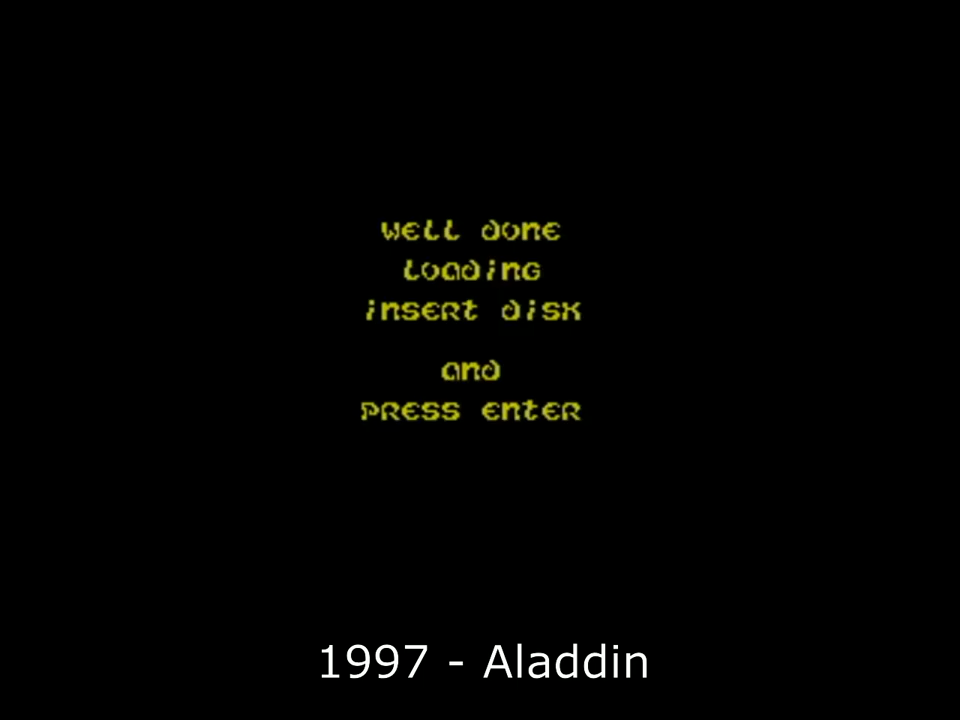 well done
loading
insert disk
and
press enter
1997 - Aladdin